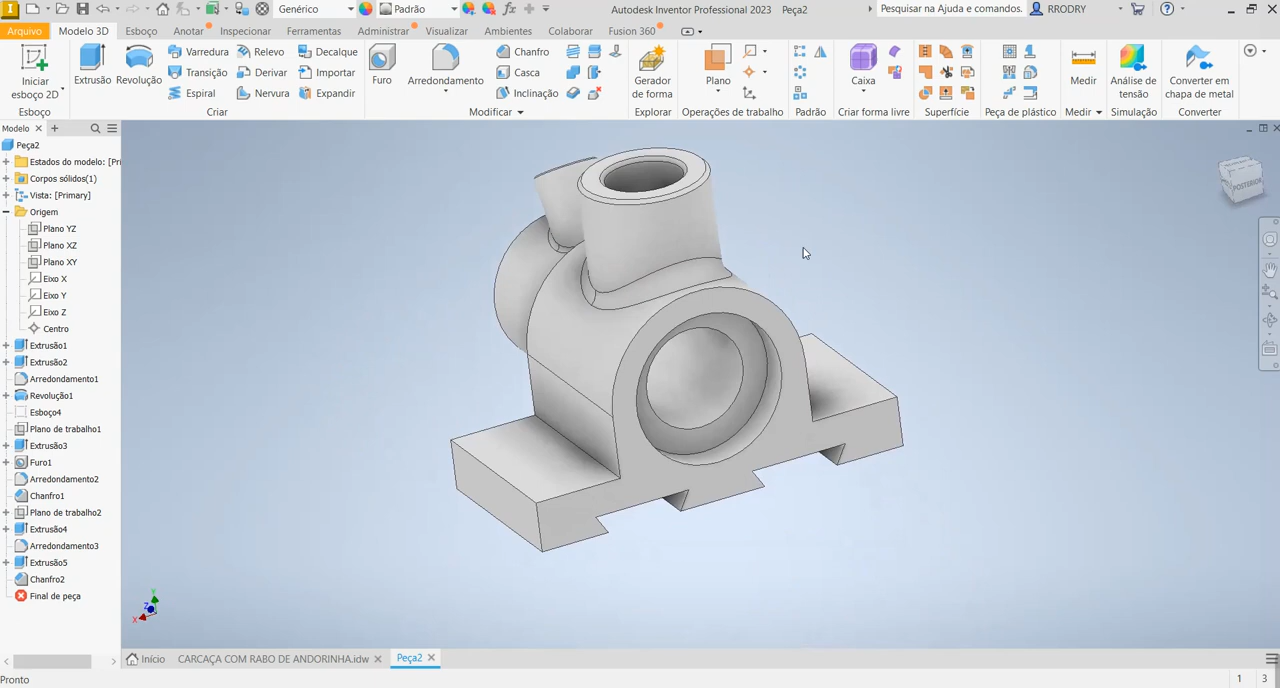 Genérico
Padrão
Autodesk Inventor Professional 2023 Peça2
Pesquisar na Ajuda e comandos.
RRODRY
Arquivo Modelo 3D Esboço Anotar Inspecionar Ferramentas Administrar Visualizar Ambientes Colaborar Fusion 360
Iniciar
esboço 2D
Esboço
Extrusão
Revolução
Varredura
Transição
Espiral
Relevo
Derivar
Nervura
Decalque
Importar
Expandir
Criar
Furo
Arredondamento
Chanfro
Casca
Inclinação
Modificar
Gerador
de forma
Explorar
Plano
Operações de trabalho
Padrão
Caixa
Criar forma livre
Superfície
Peça de plástico
Medir
Medir
Análise de
tensão
Simulação
Converter em
chapa de metal
Converter
Modelo
Peça2
Estados do modelo: [Pri
Corpos sólidos(1)
Vista: [Primary]
Origem
Plano YZ
Plano XZ
Plano XY
Eixo X
Eixo Y
Eixo Z
Centro
Extrusão1
Extrusão2
Arredondamento1
Revolução1
Esboço4
Plano de trabalho1
Extrusão3
Furo1
Arredondamento2
Chanfro1
Plano de trabalho2
Extrusão4
Arredondamento3
Extrusão5
Chanfro2
Final de peça
POSTERIOR
Y
Z
X
Início CARCAÇA COM RABO DE ANDORINHA.idw Peça2
Pronto
1 3